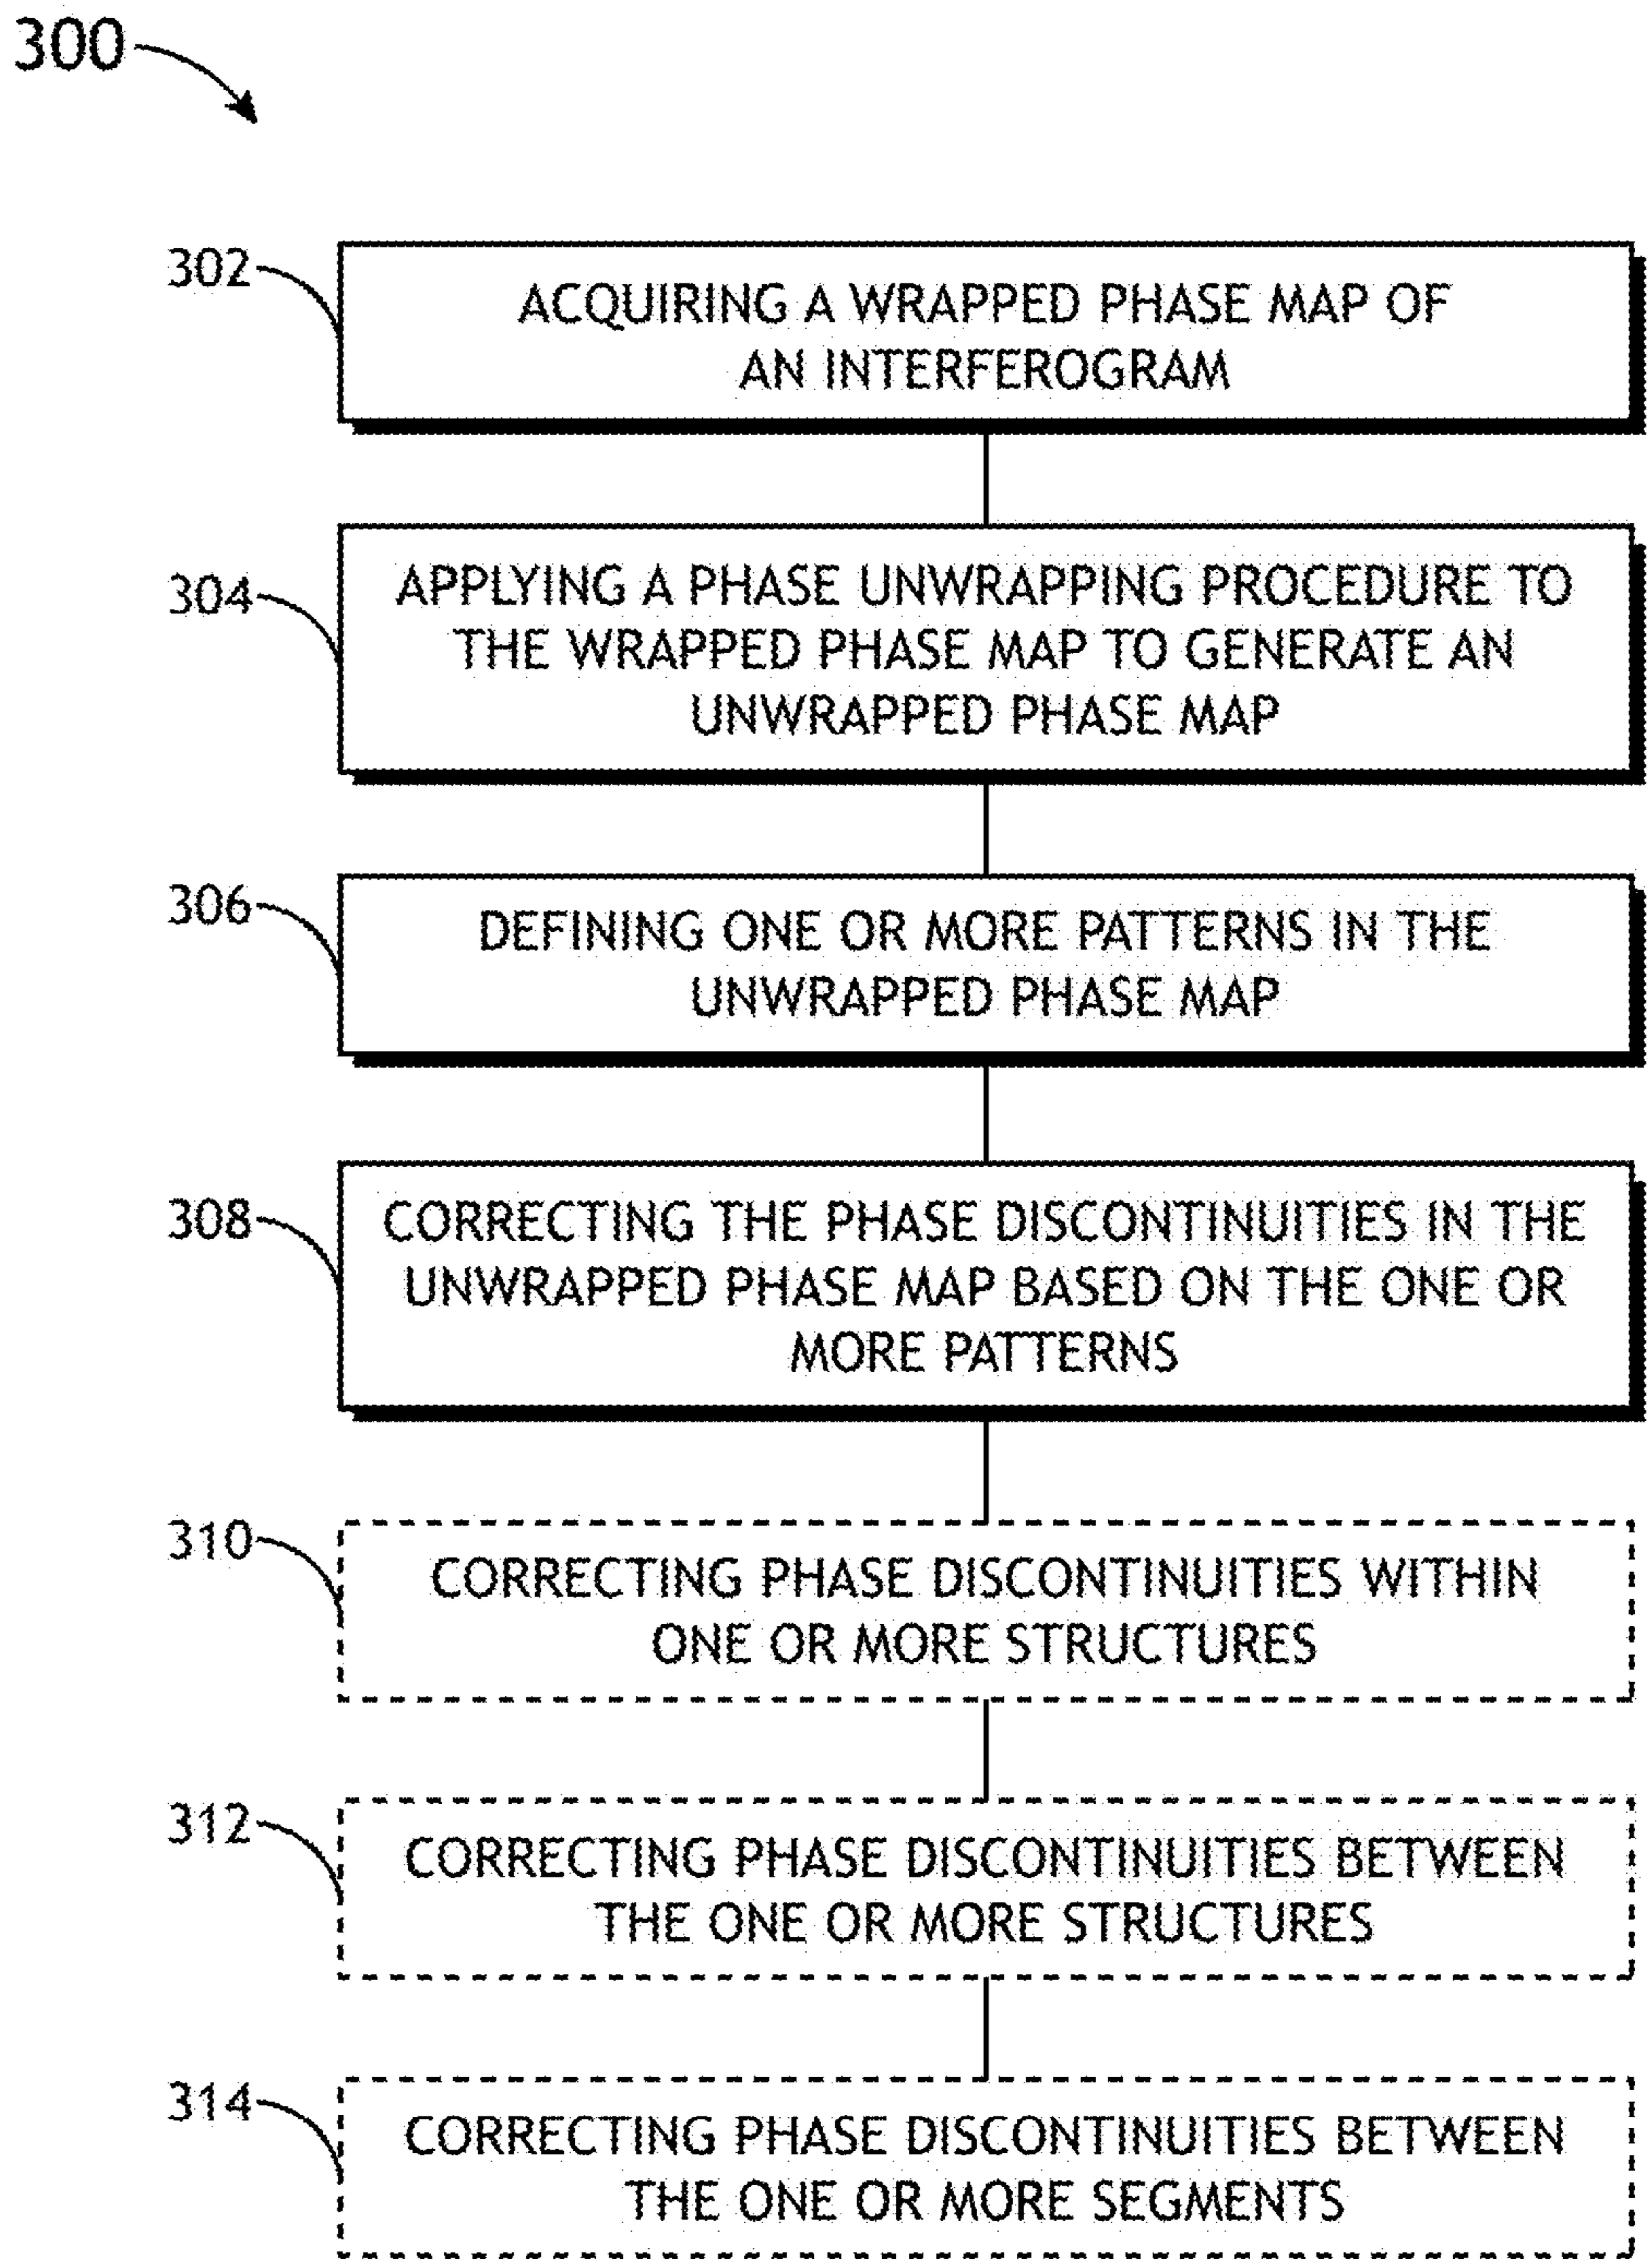 300
302
ACQUIRING A WRAPPED PHASE MAP OF
AN INTERFEROGRAM
304
APPLYING A PHASE UNWRAPPING PROCEDURE TO
THE WRAPPED PHASE MAP TO GENERATE AN
UNWRAPPED PHASE MAP
306
DEFINING ONE OR MORE PATTERNS IN THE
UNWRAPPED PHASE MAP
308
CORRECTING THE PHASE DISCONTINUITIES IN THE
UNWRAPPED PHASE MAP BASED ON THE ONE OR
MORE PATTERNS
310
CORRECTING PHASE DISCONTINUITIES WITHIN
ONE OR MORE STRUCTURES
312
CORRECTING PHASE DISCONTINUITIES BETWEEN
THE ONE OR MORE STRUCTURES
314
CORRECTING PHASE DISCONTINUITIES BETWEEN
THE ONE OR MORE SEGMENTS